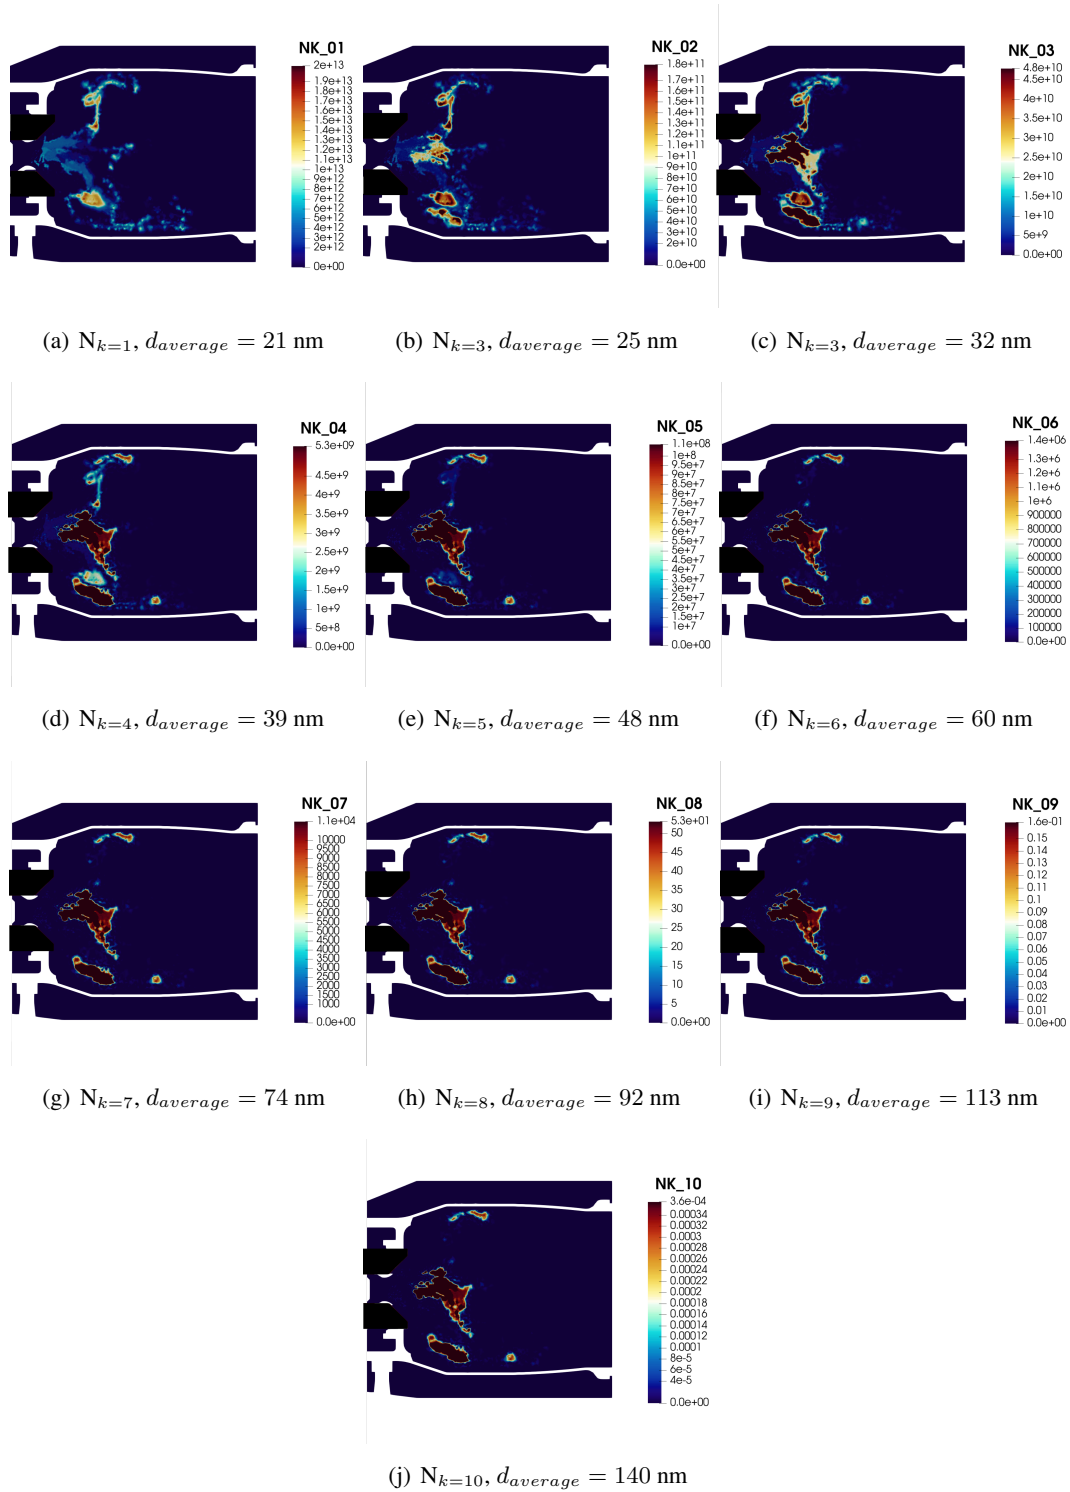 NK_01
2e+13
1.9e+13
1.8e+13
1.7e+13
1.6e+13
1.5e+13
1.4e+13
1.3e+13
1.2e+13
1.1e+13
1e+13
9e+12
8e+12
7e+12
6e+12
5e+12
4e+12
3e+12
2e+12
0e+00
NK_02
1.8e+11
1.7e+11
1.6e+11
1.5e+11
1.4e+11
1.3e+11
1.2e+11
1.1e+11
1e+11
9e+10
8e+10
7e+10
6e+10
5e+10
4e+10
3e+10
2e+10
0.0e+00
NK_03
4.8e+10
4.5e+10
4e+10
3.5e+10
3e+10
2.5e+10
2e+10
1.5e+10
1e+10
5e+9
0.0e+00
(a) N_{k=1}, d_{average} = 21 nm
(b) N_{k=3}, d_{average} = 25 nm
(c) N_{k=3}, d_{average} = 32 nm
NK_04
5.3e+09
4.5e+9
4e+9
3.5e+9
3e+9
2.5e+9
2e+9
1.5e+9
1e+9
5e+8
0.0e+00
NK_05
1.1e+08
1e+8
9.5e+7
9e+7
8.5e+7
8e+7
7.5e+7
7e+7
6.5e+7
6e+7
5.5e+7
5e+7
4.5e+7
4e+7
3.5e+7
3e+7
2.5e+7
2e+7
1.5e+7
1e+7
0.0e+00
NK_06
1.4e+06
1.3e+6
1.2e+6
1.1e+6
1e+6
900000
800000
700000
600000
500000
400000
300000
200000
100000
0.0e+00
(d) N_{k=4}, d_{average} = 39 nm
(e) N_{k=5}, d_{average} = 48 nm
(f) N_{k=6}, d_{average} = 60 nm
NK_07
1.1e+04
10000
9500
9000
8500
8000
7500
7000
6500
6000
5500
5000
4500
4000
3500
3000
2500
2000
1500
1000
0.0e+00
NK_08
5.3e+01
50
45
40
35
30
25
20
15
10
5
0.0e+00
NK_09
1.6e-01
0.15
0.14
0.13
0.12
0.11
0.1
0.09
0.08
0.07
0.06
0.05
0.04
0.03
0.02
0.01
0.0e+00
(g) N_{k=7}, d_{average} = 74 nm
(h) N_{k=8}, d_{average} = 92 nm
(i) N_{k=9}, d_{average} = 113 nm
NK_10
3.6e-04
0.00034
0.00032
0.0003
0.00028
0.00026
0.00024
0.00022
0.0002
0.00018
0.00016
0.00014
0.00012
0.0001
8e-5
6e-5
4e-5
0.0e+00
(j) N_{k=10}, d_{average} = 140 nm